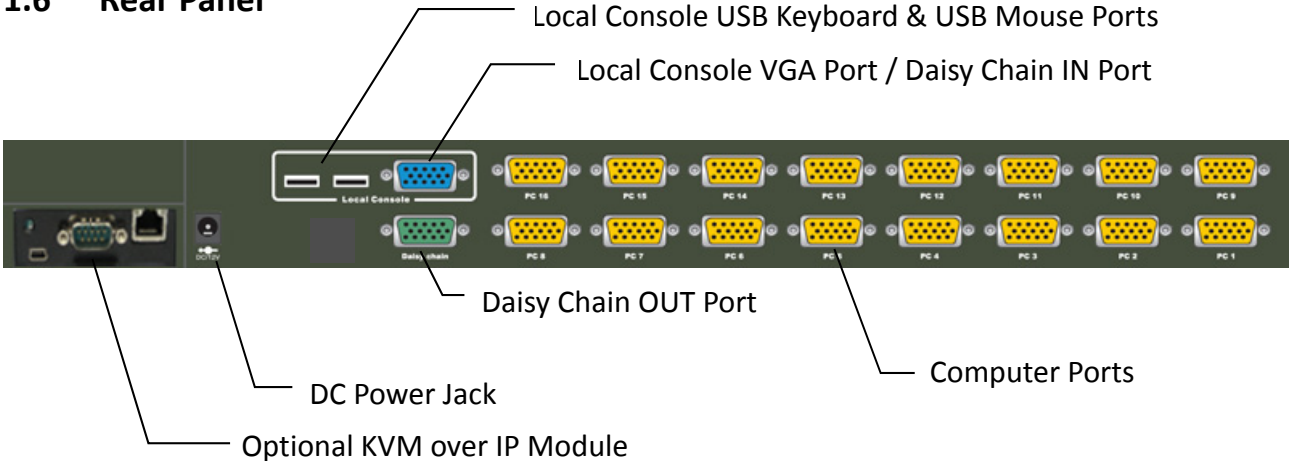 1.6 Rear Panel
Local Console USB Keyboard & USB Mouse Ports
Local Console VGA Port / Daisy Chain IN Port
Local Console
PC 16 PC 15 PC 14 PC 13 PC 12 PC 11 PC 10 PC 9
DC/12V
Daisy chain PC 8 PC 7 PC 6 PC 5 PC 4 PC 3 PC 2 PC 1
Daisy Chain OUT Port
Computer Ports
DC Power Jack
Optional KVM over IP Module